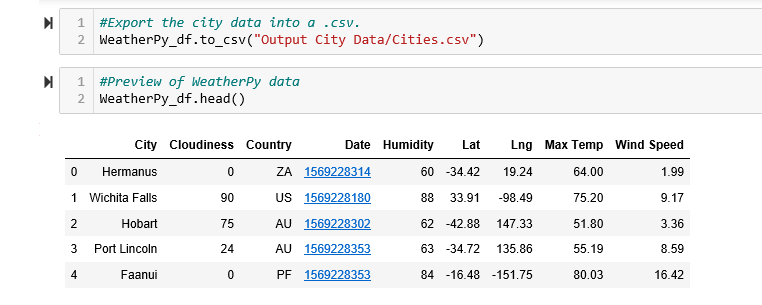 1 #Export the city data into a .csv.
2 WeatherPy_df.to_csv("Output City Data/Cities.csv")
1 #Preview of WeatherPy data
2 WeatherPy_df.head()
City Cloudiness Country Date Humidity Lat Lng Max Temp Wind Speed
0 Hermanus 0 ZA 1569228314 60 -34.42 19.24 64.00 1.99
1 Wichita Falls 90 US 1569228180 88 33.91 -98.49 75.20 9.17
2 Hobart 75 AU 1569228302 62 -42.88 147.33 51.80 3.36
3 Port Lincoln 24 AU 1569228353 63 -34.72 135.86 55.19 8.59
4 Faanui 0 PF 1569228353 84 -16.48 -151.75 80.03 16.42